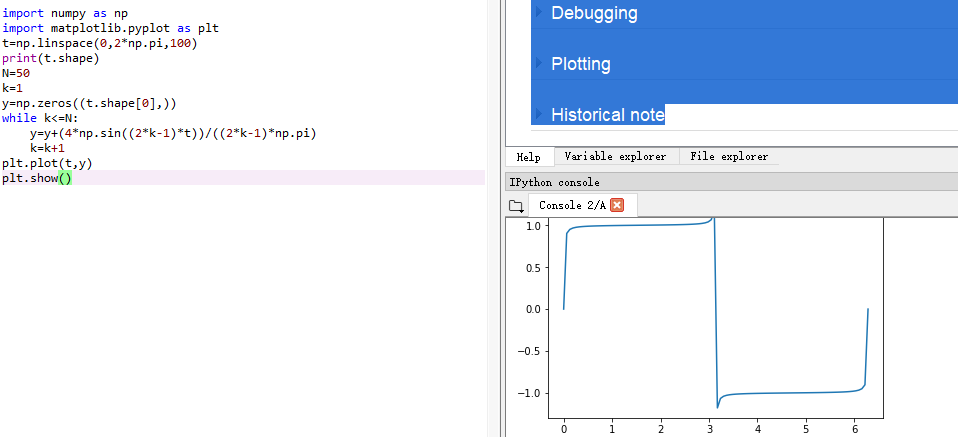 import numpy as np
import matplotlib.pyplot as plt
t=np.linspace(0,2*np.pi,100)
print(t.shape)
N=50
k=1
y=np.zeros((t.shape[0],))
while k<=N:
    y=y+(4*np.sin((2*k-1)*t))/((2*k-1)*np.pi)
    k=k+1
plt.plot(t,y)
plt.show()
Debugging
Plotting
Historical note
Help Variable explorer File explorer
IPython console
Console 2/A
1.0
0.5
0.0
−0.5
−1.0
0 1 2 3 4 5 6